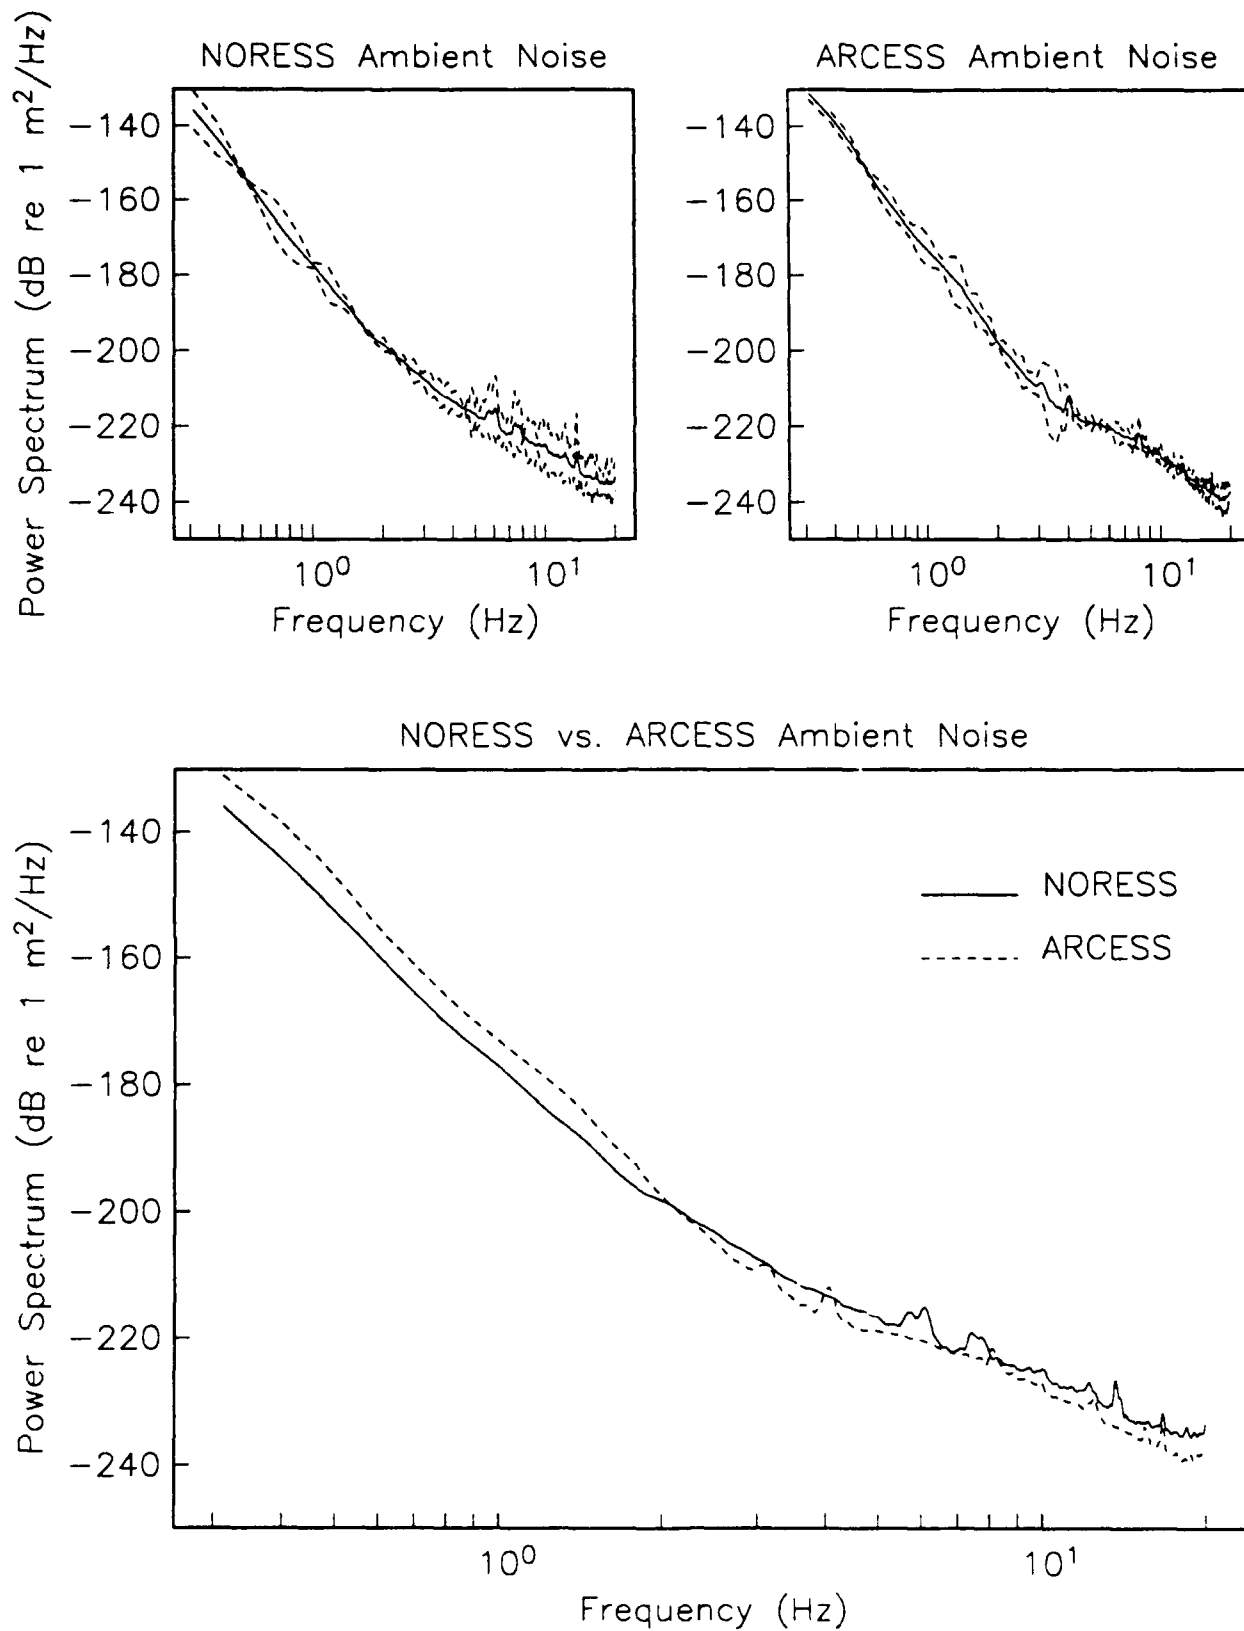 NORESS Ambient Noise
Power Spectrum (dB re 1 m²/Hz)
−140
−160
−180
−200
−220
−240
10⁰ 10¹
Frequency (Hz)
ARCESS Ambient Noise
−140
−160
−180
−200
−220
−240
10⁰ 10¹
Frequency (Hz)
NORESS vs. ARCESS Ambient Noise
Power Spectrum (dB re 1 m²/Hz)
−140
−160
−180
−200
−220
−240
NORESS
ARCESS
10⁰ 10¹
Frequency (Hz)